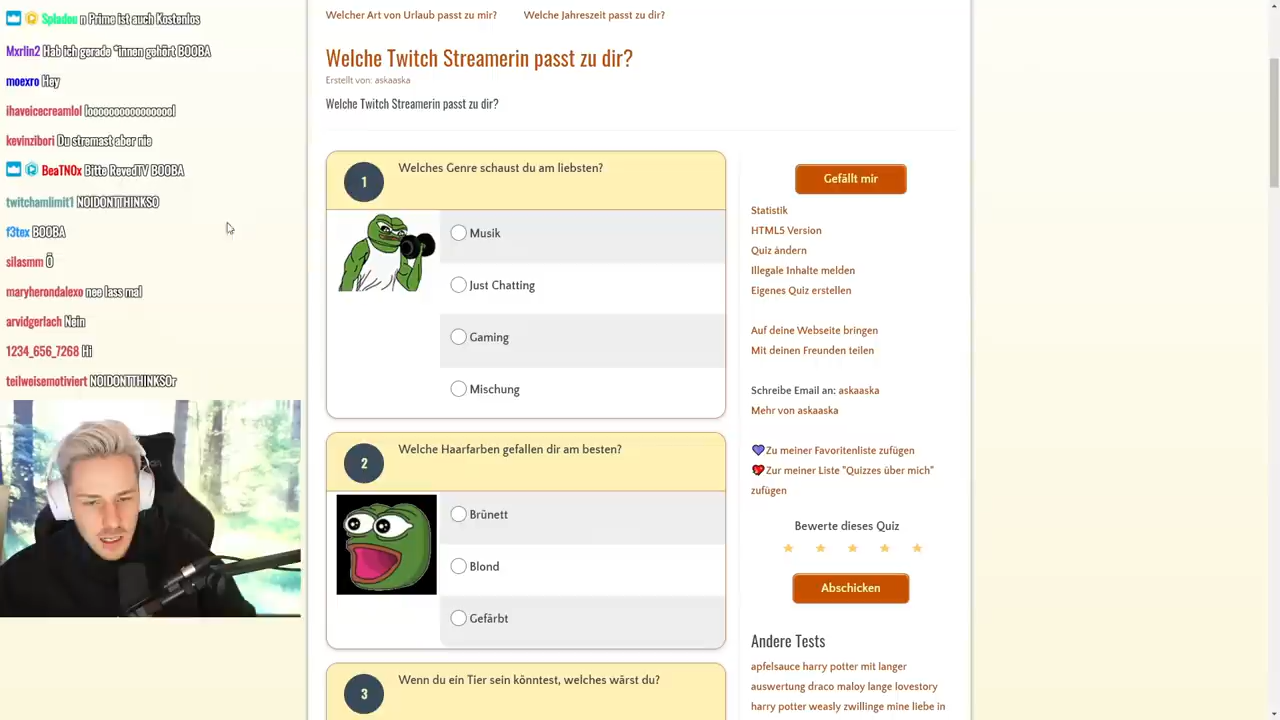 Spladou n Prime ist auch Kostenlos
Mxrlin2 Hab ich gerade *innen gehört BOOBA
moexro Hey
ihaveicecreamlol looooooooooooooool
kevinzibori Du stremast aber nie
BeaTN0x Bitte RevedTV BOOBA
twitchamlimit1 NOIDONTTHINKSO
f3tex BOOBA
silasmm Ö
maryherondalexo nee lass mal
arvidgerlach Nein
1234_656_7268 Hi
teilweisemotiviert NOIDONTTHINKSOr
Welcher Art von Urlaub passt zu mir? Welche Jahreszeit passt zu dir?
Welche Twitch Streamerin passt zu dir?
Erstellt von: askaaska
Welche Twitch Streamerin passt zu dir?
1 Welches Genre schaust du am liebsten?
Musik
Just Chatting
Gaming
Mischung
2 Welche Haarfarben gefallen dir am besten?
Brünett
Blond
Gefärbt
3 Wenn du ein Tier sein könntest, welches wärst du?
Gefällt mir
Statistik
HTML5 Version
Quiz ändern
Illegale Inhalte melden
Eigenes Quiz erstellen
Auf deine Webseite bringen
Mit deinen Freunden teilen
Schreibe Email an: askaaska
Mehr von askaaska
Zu meiner Favoritenliste zufügen
Zur meiner Liste "Quizzes über mich"
zufügen
Bewerte dieses Quiz
Abschicken
Andere Tests
apfelsauce harry potter mit langer
auswertung draco maloy lange lovestory
harry potter weasly zwillinge mine liebe in